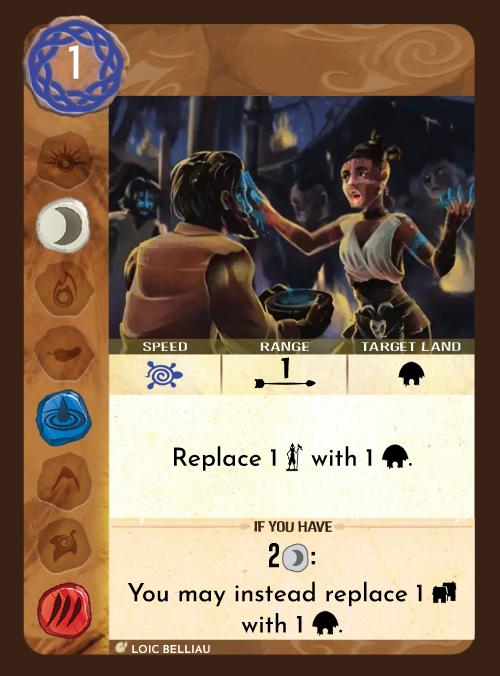 1
SPEED RANGE TARGET LAND
1
Replace 1 with 1 .
IF YOU HAVE
2 :
You may instead replace 1
with 1 .
LOIC BELLIAU